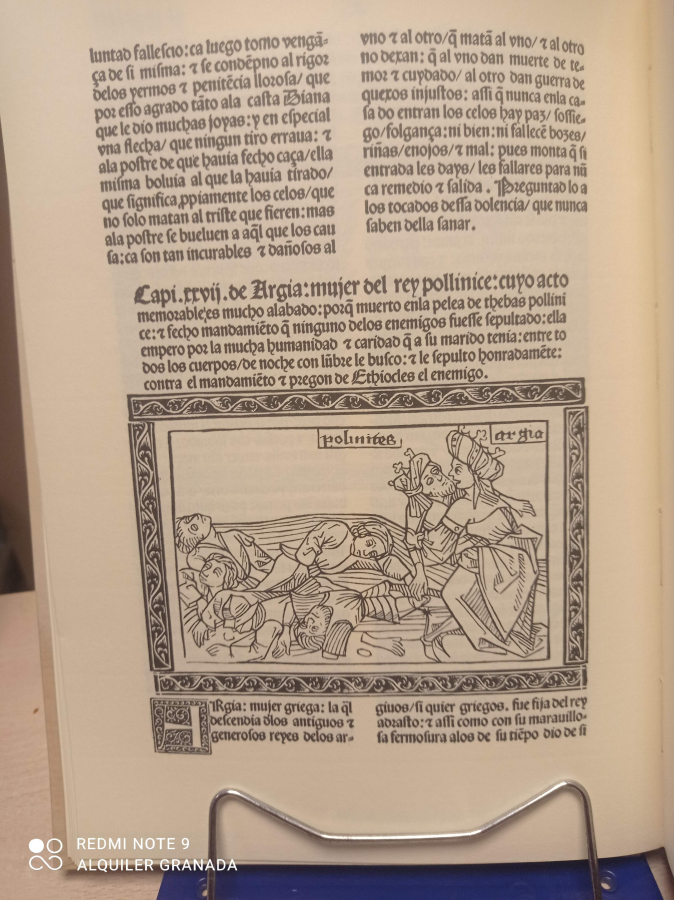 luntad fallescio: ca luego torno vengā-
ça de si misma: ⁊ se condēpno al rigor
delos yermos ⁊ penitēcia llorosa/ que
por esso agrado tāto ala casta Diana
que le dio muchas joyas: y en especial
vna flecha/ que ningun tiro erraua: ⁊
ala postre de que hauia fecho caça/ella
misma boluia al que la hauia tirado/
que significa, ppiamente los celos/que
no solo matan al triste que fieren: mas
ala postre se bueluen a aq̄l que los cau
sa: ca son tan incurables ⁊ dañosos al
vno ⁊ al otro/ q̄ matā al vno/ ⁊ al otro
no dexan: q̄ al vno dan muerte de te-
mor ⁊ cuydado/ al otro dan guerra de
quexos injustos: assi q̄ nunca enla ca-
sa do entran los celos hay paz/ sossie-
go/folgança: ni bien: ni fallecē bozes/
riñas/enojos/⁊ mal: pues monta q̄ si
entrada les days/ les fallares para nū
ca remedio ⁊ salida. Preguntad lo a
los tocados dessa dolencia/ que nunca
saben della sanar.
Capi.xxvij. de Argia: mujer del rey pollinice: cuyo acto
memorable;es mucho alabado: porq̄ muerto enla pelea de thebas pollini
ce: ⁊ fecho mandamiēto q̄ ninguno delos enemigos fuesse sepultado: ella
empero por la mucha humanidad ⁊ caridad q̄ a su marido tenia: entre to
dos los cuerpos/ de noche con lūbre le busco: ⁊ le sepulto honradamēte:
contra el mandamiēto ⁊ pregon de Ethiocles el enemigo.
polinites
argia
ARgia: mujer griega: la q̄l
descendia dlos antiguos ⁊
generosos reyes delos ar-
giuos/si quier griegos. fue fija del rey
adrasto: ⁊ assi como con su marauillo-
sa fermosura alos de su tiēpo dio de si
REDMI NOTE 9
ALQUILER GRANADA